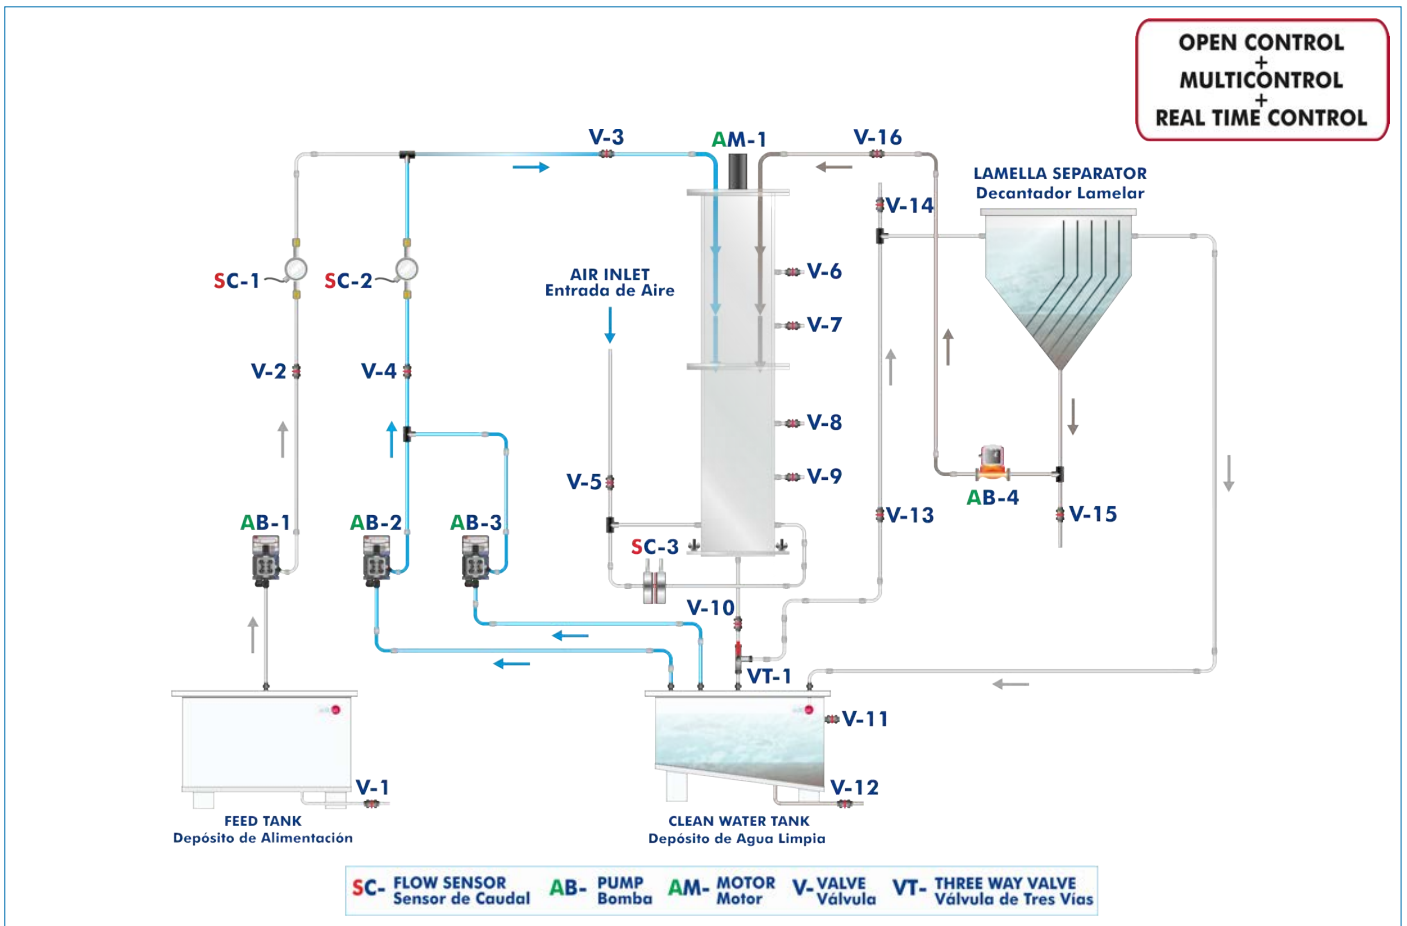 OPEN CONTROL
+
MULTICONTROL
+
REAL TIME CONTROL
V-3
AM-1
V-16
LAMELLA SEPARATOR
Decantador Lamelar
V-14
SC-1
SC-2
AIR INLET
Entrada de Aire
V-6
V-7
V-2
V-4
V-8
V-9
V-5
AB-4
V-13
V-15
AB-1
AB-2
AB-3
SC-3
V-10
VT-1
V-11
V-1
V-12
FEED TANK
Depósito de Alimentación
CLEAN WATER TANK
Depósito de Agua Limpia
SC- FLOW SENSOR
Sensor de Caudal
AB- PUMP
Bomba
AM- MOTOR
Motor
V- VALVE
Válvula
VT- THREE WAY VALVE
Válvula de Tres Vías